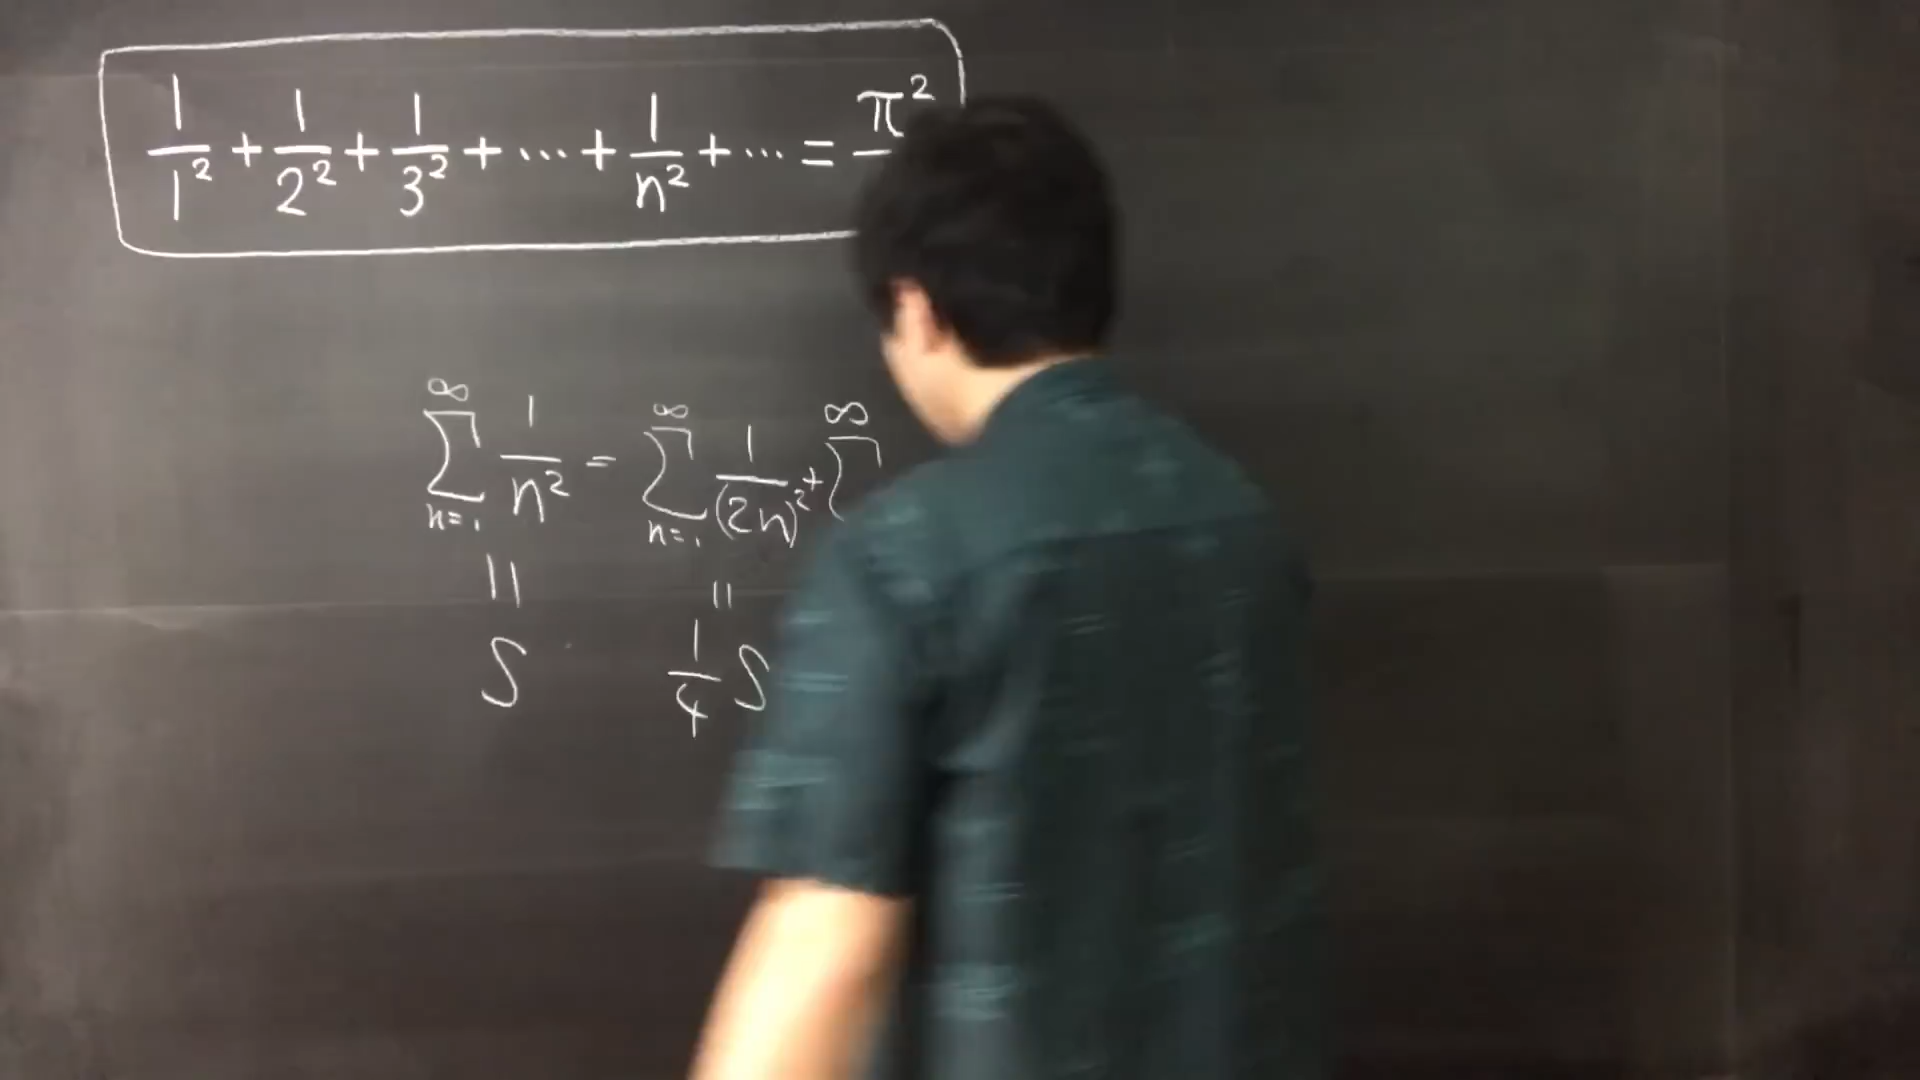 1/1² + 1/2² + 1/3² + ... + 1/n² + ... = π²
∞ ∑ n=1 1/n² = ∞ ∑ n=1 1/(2n)² + ∞ ∑
|| ||
S 1/4 S